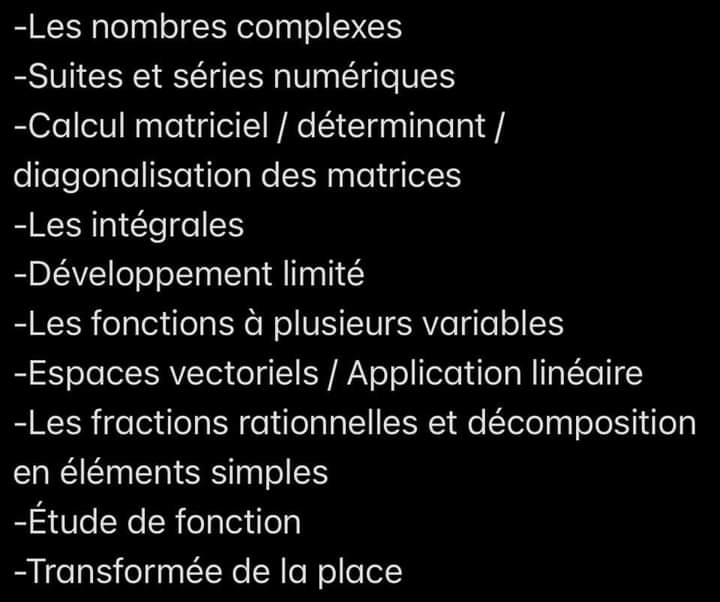 -Les nombres complexes
-Suites et séries numériques
-Calcul matriciel / déterminant /
diagonalisation des matrices
-Les intégrales
-Développement limité
-Les fonctions à plusieurs variables
-Espaces vectoriels / Application linéaire
-Les fractions rationnelles et décomposition
en éléments simples
-Étude de fonction
-Transformée de la place